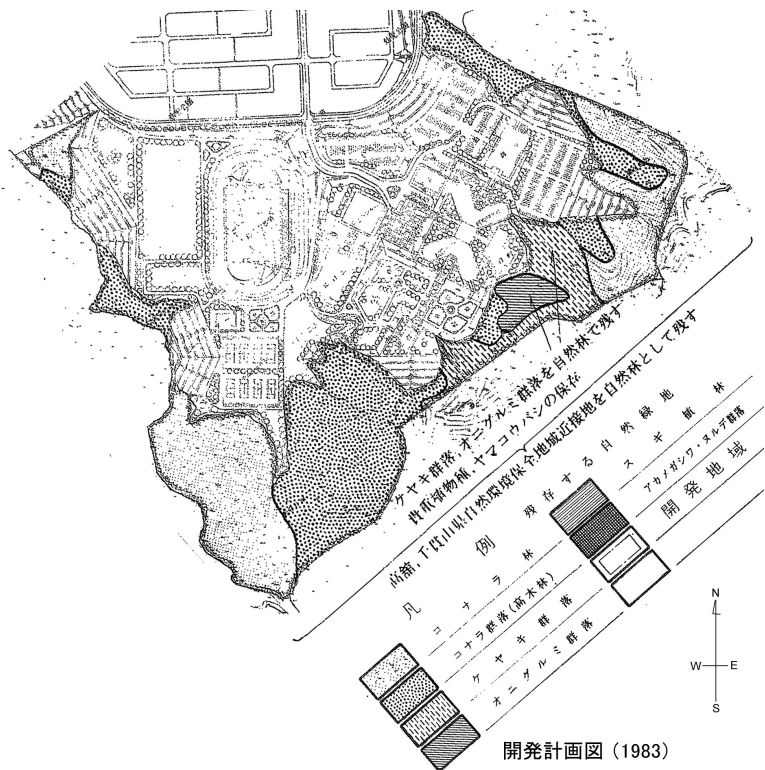 ケヤキ群落,オニグルミ群落を自然林で残す
貴重植物種,ヤマコウバシの保存
高舘,千貫山県自然環境保全地域近接地を自然林として残す
凡例
残存する自然緑地
コナラ林
コナラ群落(高木林)
ケヤキ群落
オニグルミ群落
スギ植林
アカメガシワ・ヌルデ群落
開発地域
N
W
E
S
開発計画図 (1983)